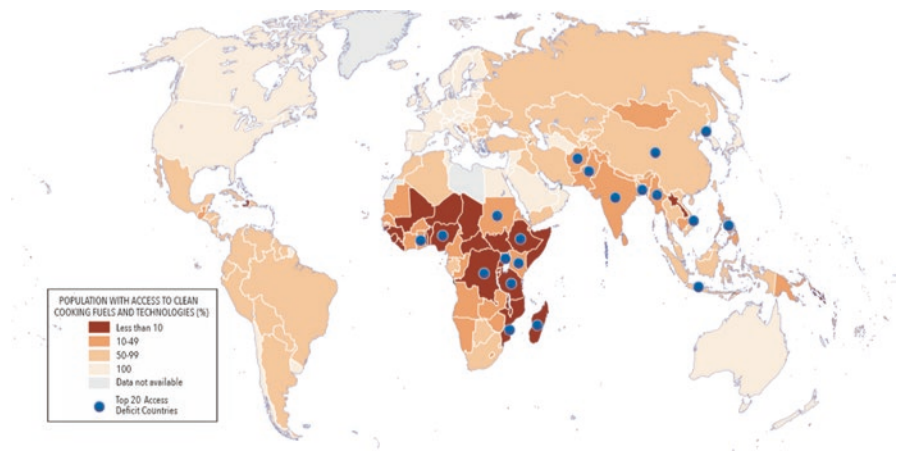 POPULATION WITH ACCESS TO CLEAN
COOKING FUELS AND TECHNOLOGIES (%)
Less than 10
10-49
50-99
100
Data not available
Top 20 Access
Deficit Countries